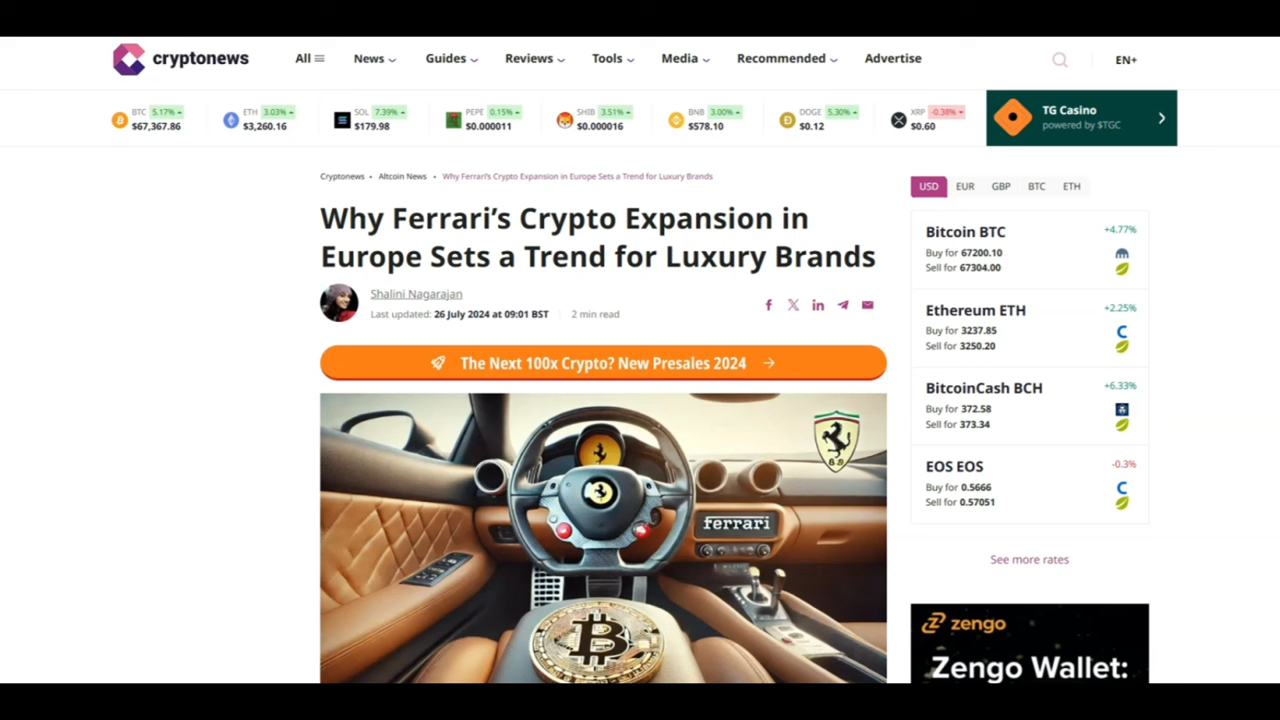 cryptonews
All
News
Guides
Reviews
Tools
Media
Recommended
Advertise
EN+
BTC 5.17%
$67,367.86
ETH 3.03%
$3,260.16
SOL 7.39%
$179.98
PEPE 0.15%
$0.000011
SHIB 3.51%
$0.000016
BNB 3.00%
$578.10
DOGE 5.30%
$0.12
XRP -0.38%
$0.60
TG Casino
powered by $TGC
Cryptonews • Altcoin News • Why Ferrari's Crypto Expansion in Europe Sets a Trend for Luxury Brands
Why Ferrari's Crypto Expansion in
Europe Sets a Trend for Luxury Brands
Shalini Nagarajan
Last updated: 26 July 2024 at 09:01 BST
2 min read
The Next 100x Crypto? New Presales 2024
ferrari
USD EUR GBP BTC ETH
Bitcoin BTC
+4.77%
Buy for 67200.10
Sell for 67304.00
Ethereum ETH
+2.25%
Buy for 3237.85
Sell for 3250.20
BitcoinCash BCH
+6.33%
Buy for 372.58
Sell for 373.34
EOS EOS
-0.3%
Buy for 0.5666
Sell for 0.57051
See more rates
zengo
Zengo Wallet: